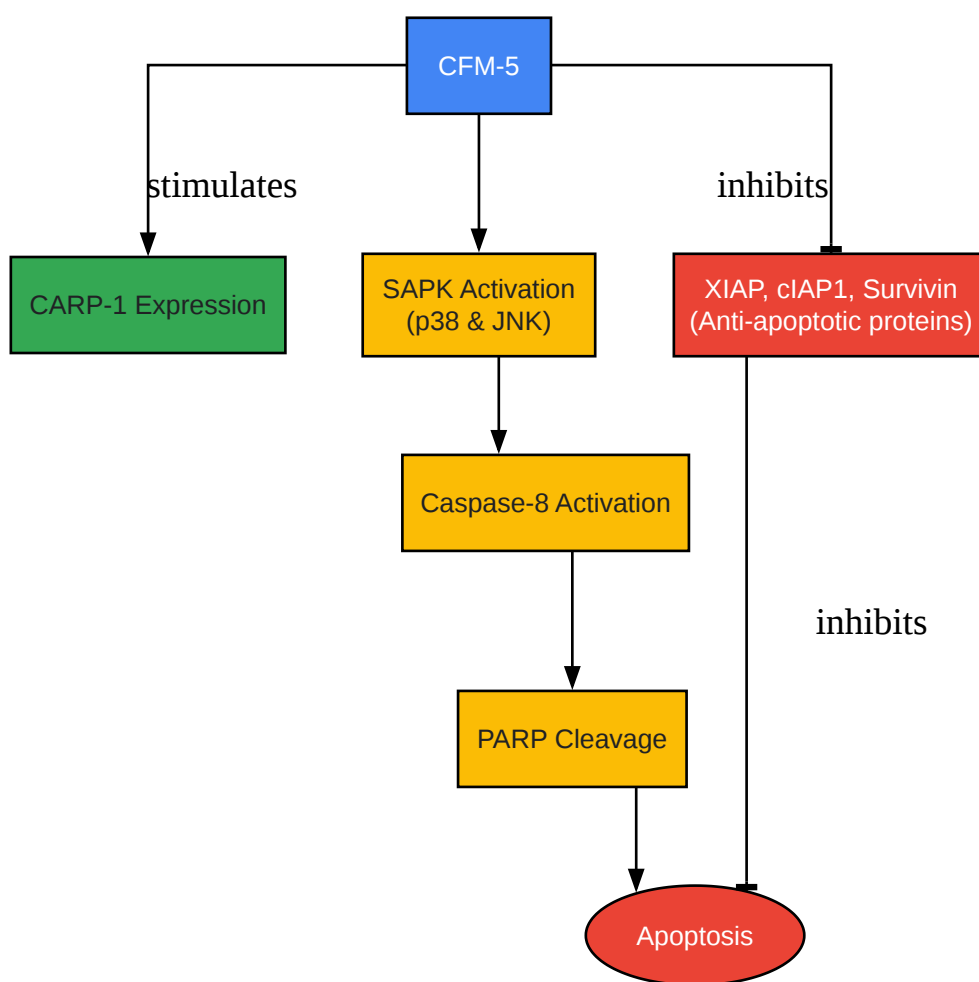 CFM-5
stimulates
inhibits
CARP-1 Expression
SAPK Activation
(p38 & JNK)
XIAP, cIAP1, Survivin
(Anti-apoptotic proteins)
Caspase-8 Activation
inhibits
PARP Cleavage
Apoptosis